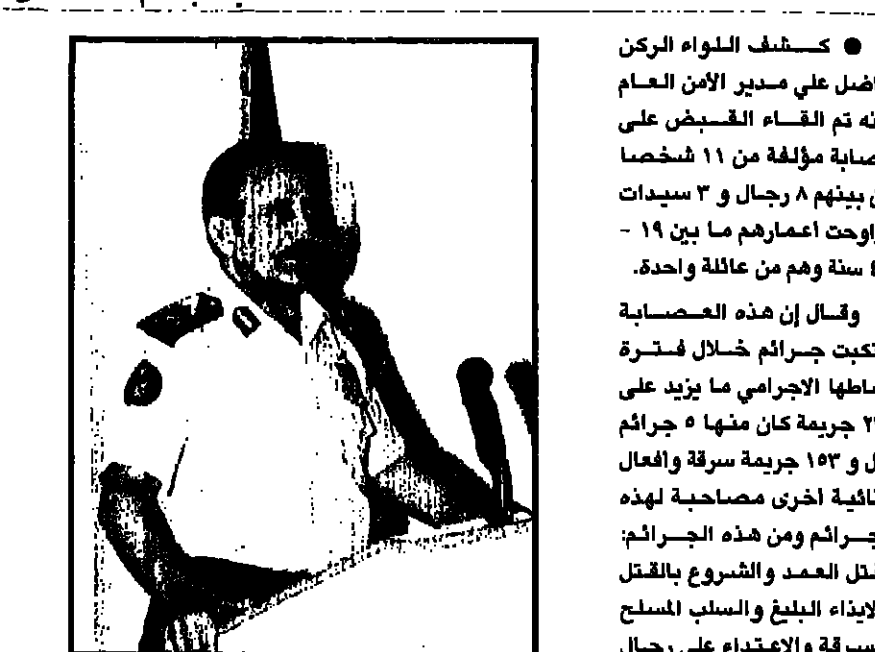 ● كشف اللواء الركن
اضل علي مدير الأمن العام
نه تم القاء القبض على
صابة مؤلفة من ١١ شخصا
ن بينهم ٨ رجال و ٣ سيدات
راوحت اعمارهم ما بين ١٩ -
سنة وهم من عائلة واحدة.
وقال إن هذه العصابة
تكبت جرائم خلال فترة
ساطها الاجرامي ما يزيد على
جريمة كان منها ٥ جرائم
ل و ١٥٣ جريمة سرقة وافعال
نائية اخرى مصاحبة لهذه
جرائم ومن هذه الجرائم:
قتل العمد والشروع بالقتل
لايذاء البليغ والسلب المسلح
سرقة والاعتداء على رجال